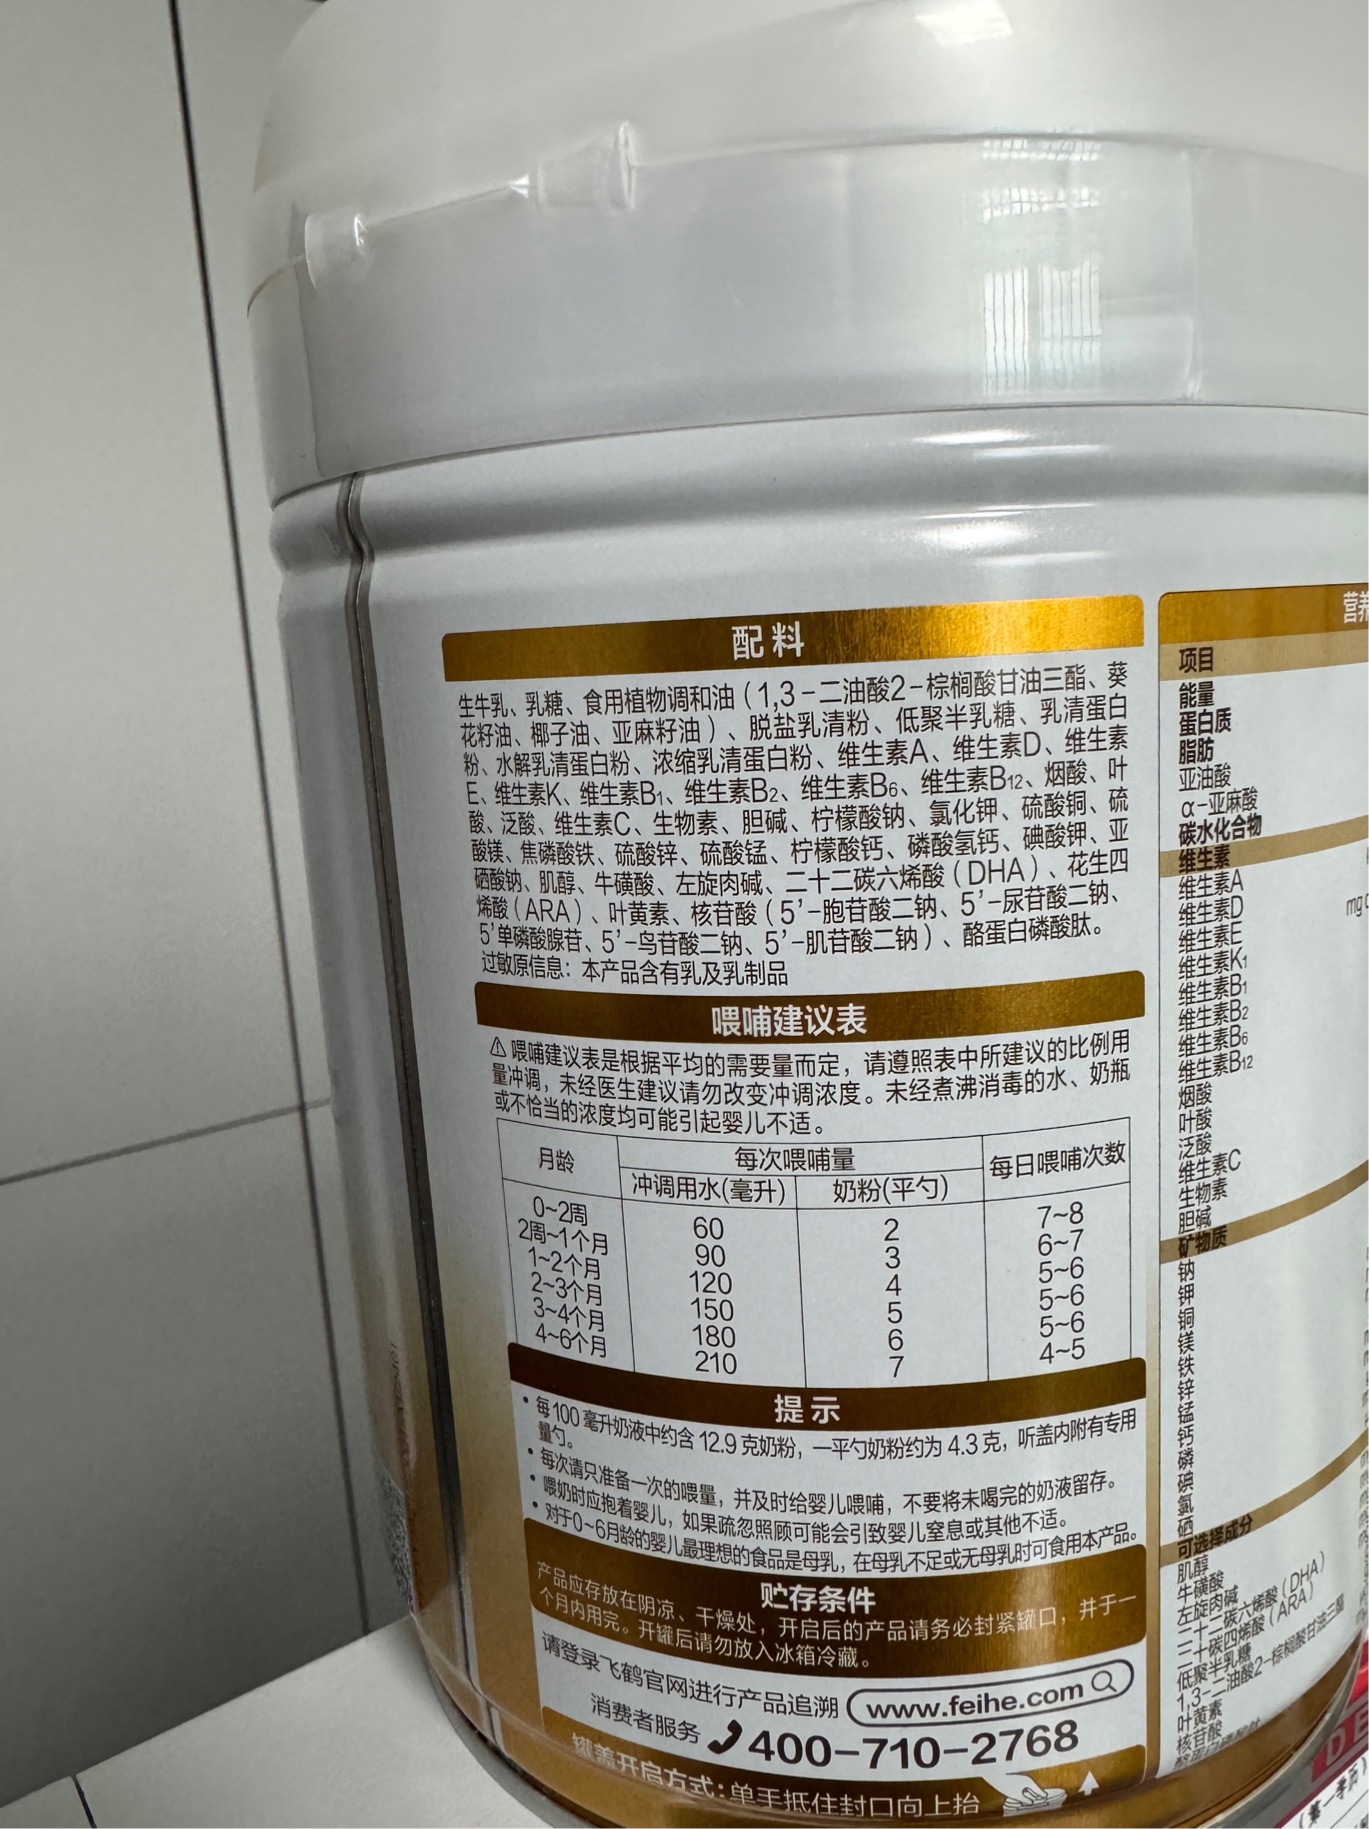 配料
生牛乳、乳糖、食用植物调和油（1,3-二油酸2-棕榈酸甘油三酯、葵
花籽油、椰子油、亚麻籽油）、脱盐乳清粉、低聚半乳糖、乳清蛋白
粉、水解乳清蛋白粉、浓缩乳清蛋白粉、维生素A、维生素D、维生素
E、维生素K、维生素B1、维生素B2、维生素B6、维生素B12、烟酸、叶
酸、泛酸、维生素C、生物素、胆碱、柠檬酸钠、氯化钾、硫酸铜、硫
酸镁、焦磷酸铁、硫酸锌、硫酸锰、柠檬酸钙、磷酸氢钙、碘酸钾、亚
硒酸钠、肌醇、牛磺酸、左旋肉碱、二十二碳六烯酸（DHA）、花生四
烯酸（ARA）、叶黄素、核苷酸（5'-胞苷酸二钠、5'-尿苷酸二钠、
5'单磷酸腺苷、5'-鸟苷酸二钠、5'-肌苷酸二钠）、酪蛋白磷酸肽。
过敏原信息：本产品含有乳及乳制品
喂哺建议表
⚠ 喂哺建议表是根据平均的需要量而定，请遵照表中所建议的比例用
量冲调，未经医生建议请勿改变冲调浓度。未经煮沸消毒的水、奶瓶
或不恰当的浓度均可能引起婴儿不适。
月龄 每次喂哺量 每日喂哺次数
冲调用水(毫升) 奶粉(平勺)
0~2周 60 2 7~8
2周~1个月 90 3 6~7
1~2个月 120 4 5~6
2~3个月 150 5 5~6
3~4个月 180 6 5~6
4~6个月 210 7 4~5
提示
• 每100毫升奶液中约含12.9克奶粉，一平勺奶粉约为4.3克，听盖内附有专用
量勺。
• 每次请只准备一次的喂量，并及时给婴儿喂哺，不要将未喝完的奶液留存。
• 喂奶时应抱着婴儿，如果疏忽照顾可能会引致婴儿窒息或其他不适。
• 对于0~6月龄的婴儿最理想的食品是母乳，在母乳不足或无母乳时可食用本产品。
贮存条件
产品应存放在阴凉、干燥处，开启后的产品请务必封紧罐口，并于一
个月内用完。开罐后请勿放入冰箱冷藏。
请登录飞鹤官网进行产品追溯 www.feihe.com
消费者服务 400-710-2768
铝盖开启方式：单手抵住封口向上抬
营养
项目
能量
蛋白质
脂肪
亚油酸
α-亚麻酸
碳水化合物
维生素
维生素A
维生素D
mg
维生素E
维生素K1
维生素B1
维生素B2
维生素B6
维生素B12
烟酸
叶酸
泛酸
维生素C
生物素
胆碱
矿物质
钠
钾
铜
镁
铁
锌
锰
钙
磷
碘
氯
硒
可选择成分
肌醇
牛磺酸
左旋肉碱
二十二碳六烯酸（DHA）
二十碳四烯酸（ARA）
低聚半乳糖
1,3-二油酸2-棕榈酸甘油三酯
叶黄素
核苷酸